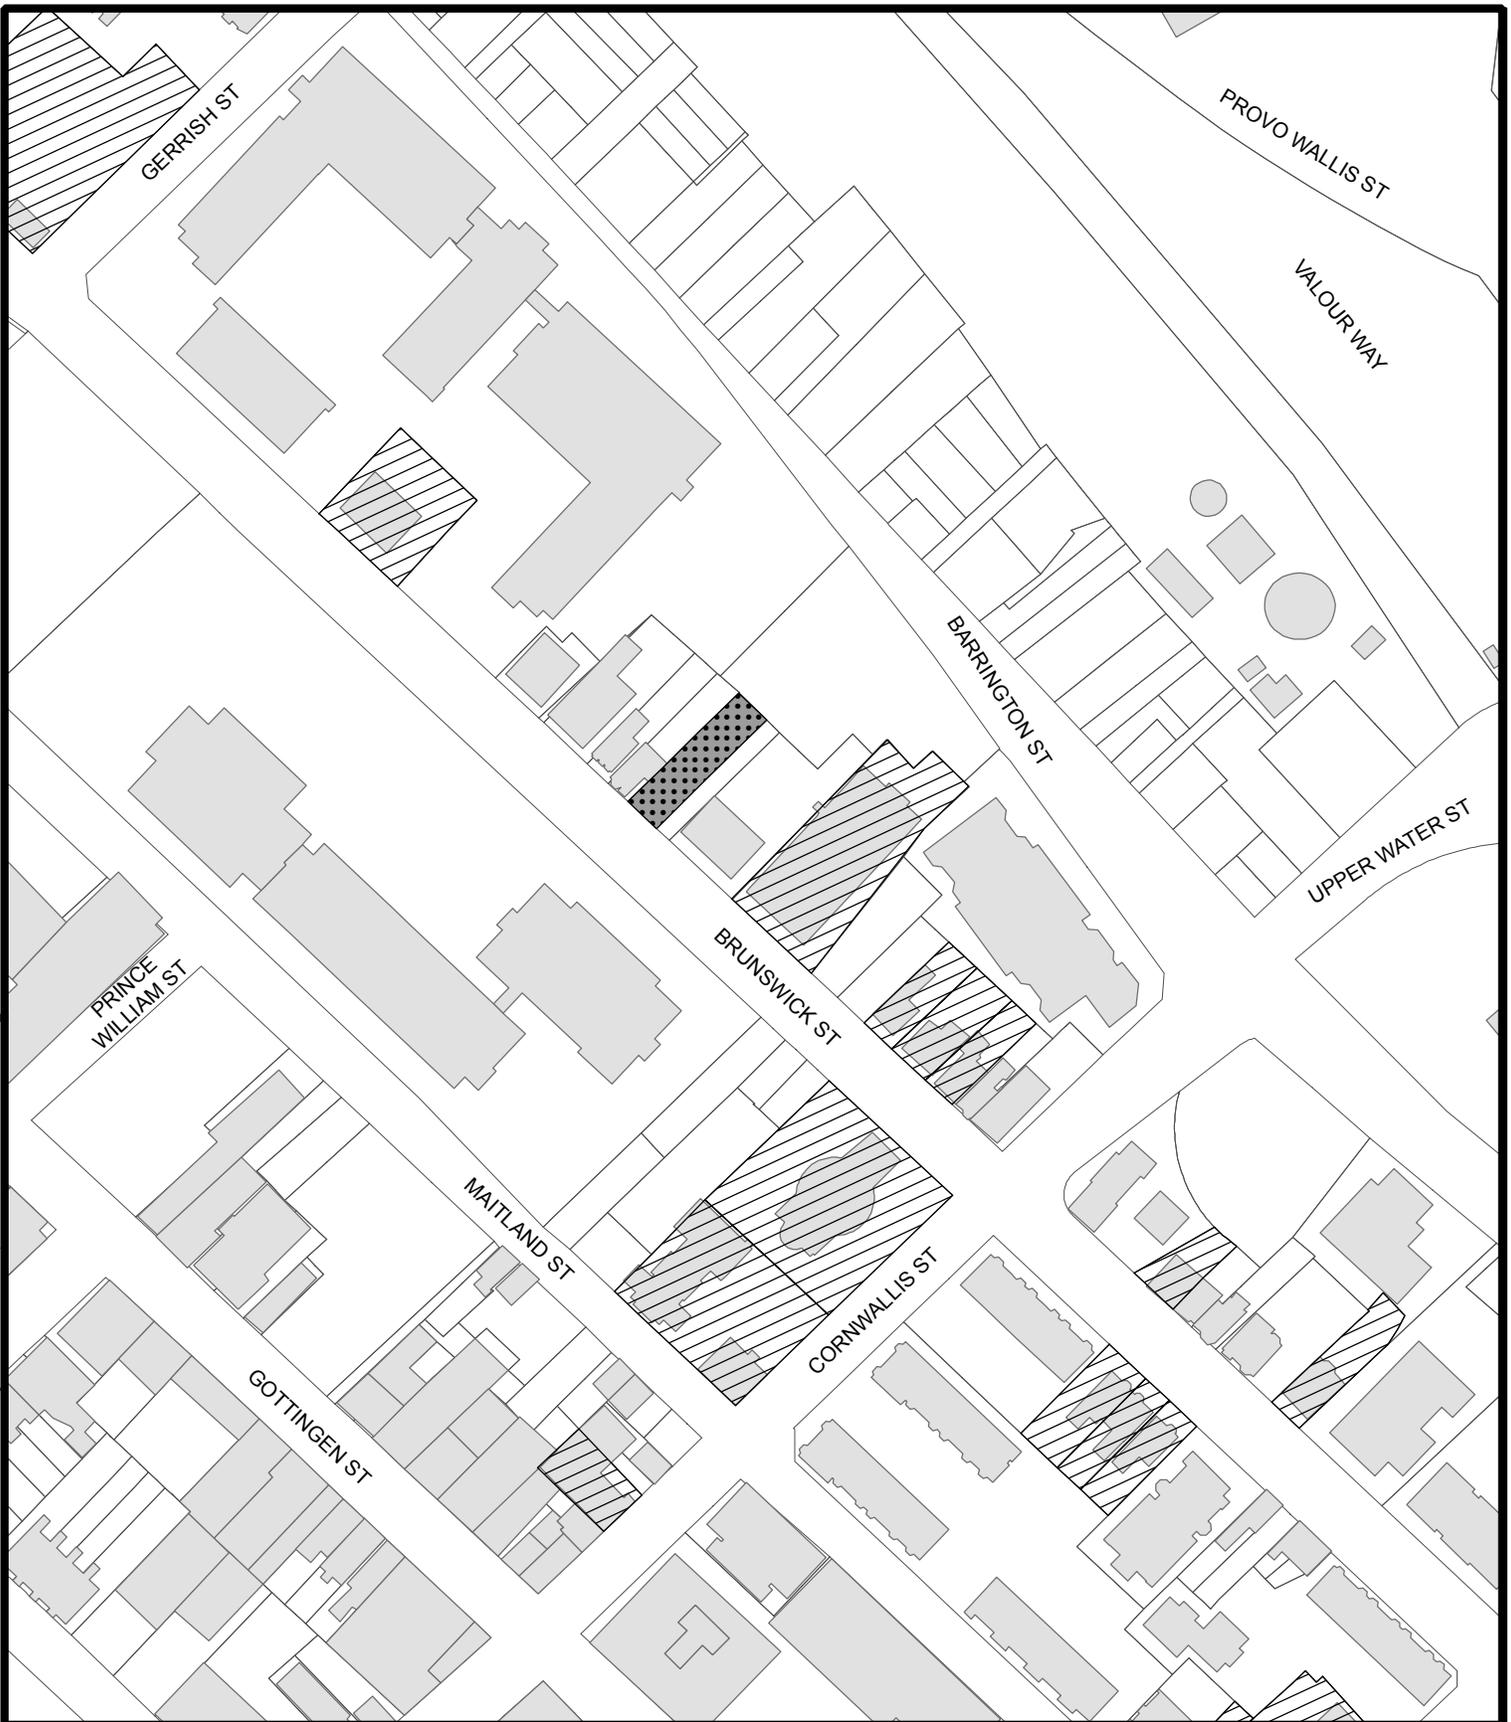 GERRISH ST
PROVO WALLIS ST
VALOUR WAY
BARRINGTON ST
UPPER WATER ST
BRUNSWICK ST
PRINCE
WILLIAM ST
MAITLAND ST
CORNWALLIS ST
GOTTINGEN ST